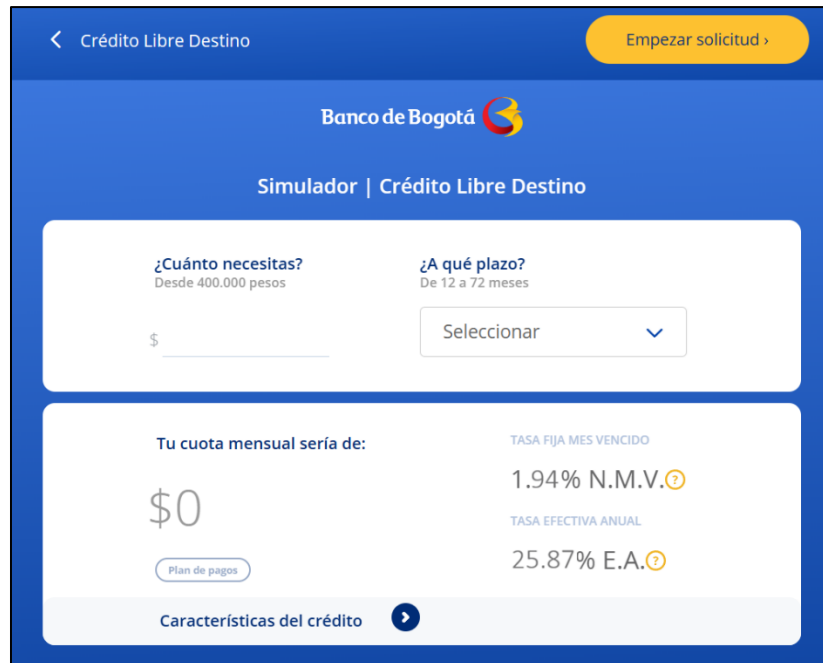 Crédito Libre Destino
Empezar solicitud ›
Banco de Bogotá
Simulador | Crédito Libre Destino
¿Cuánto necesitas?
Desde 400.000 pesos
$
¿A qué plazo?
De 12 a 72 meses
Seleccionar
Tu cuota mensual sería de:
$0
Plan de pagos
TASA FIJA MES VENCIDO
1.94% N.M.V.?
TASA EFECTIVA ANUAL
25.87% E.A.?
Características del crédito